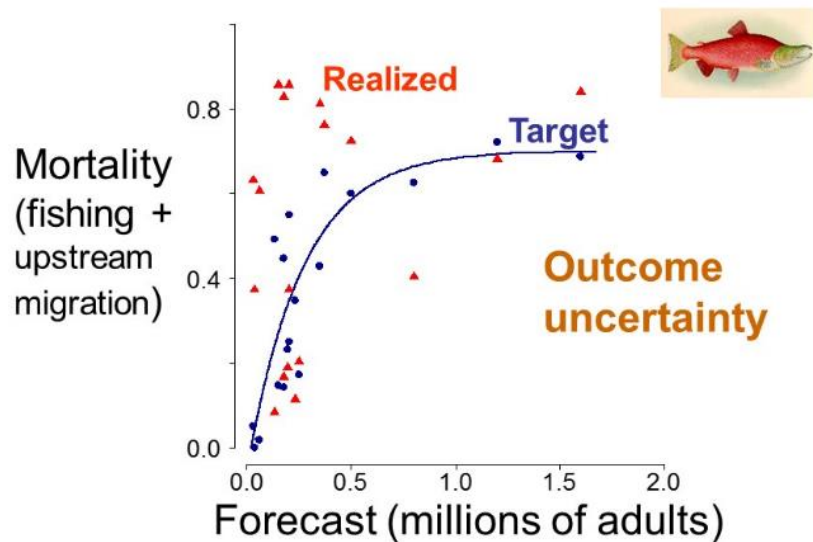 Realized
0.8
Target
Mortality
(fishing +
upstream
migration)
0.4
Outcome
uncertainty
0.0
0.0 0.5 1.0 1.5 2.0
Forecast (millions of adults)